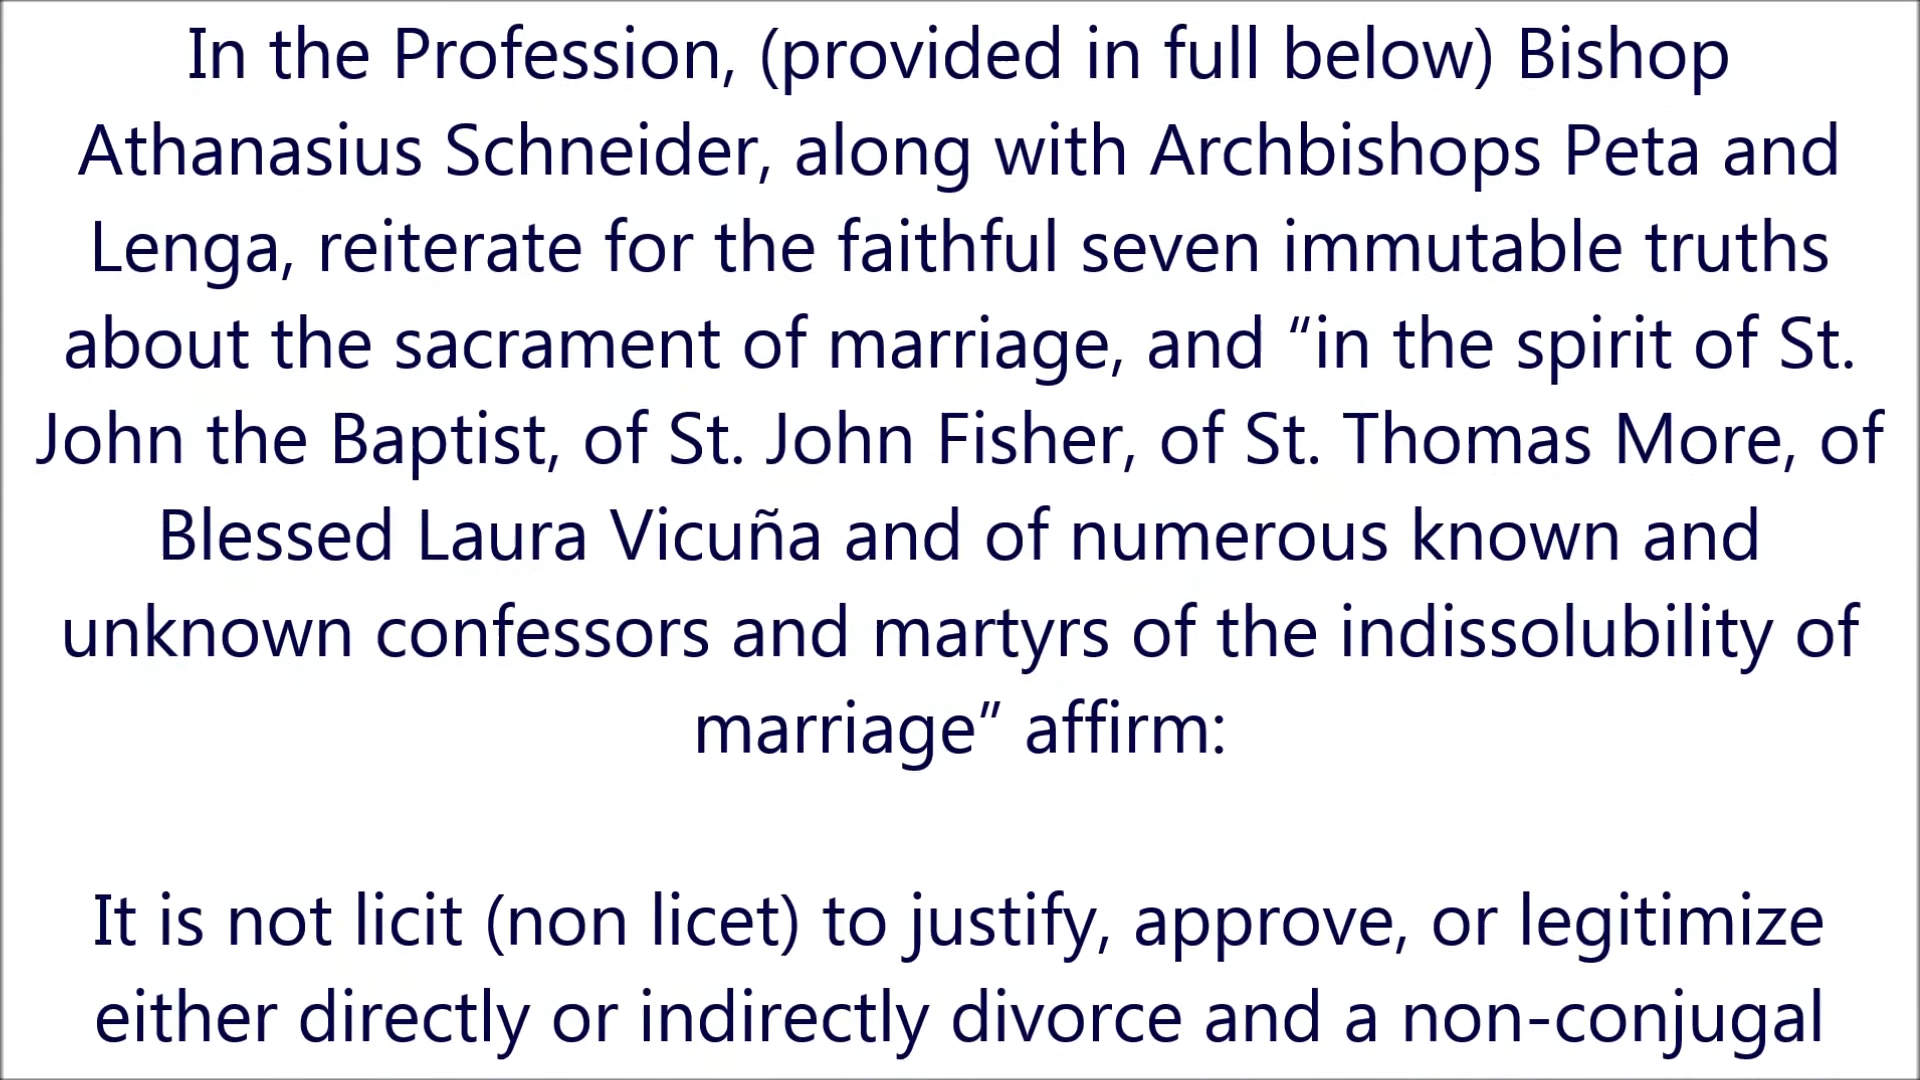 In the Profession, (provided in full below) Bishop
Athanasius Schneider, along with Archbishops Peta and
Lenga, reiterate for the faithful seven immutable truths
about the sacrament of marriage, and “in the spirit of St.
John the Baptist, of St. John Fisher, of St. Thomas More, of
Blessed Laura Vicuña and of numerous known and
unknown confessors and martyrs of the indissolubility of
marriage” affirm:
It is not licit (non licet) to justify, approve, or legitimize
either directly or indirectly divorce and a non-conjugal